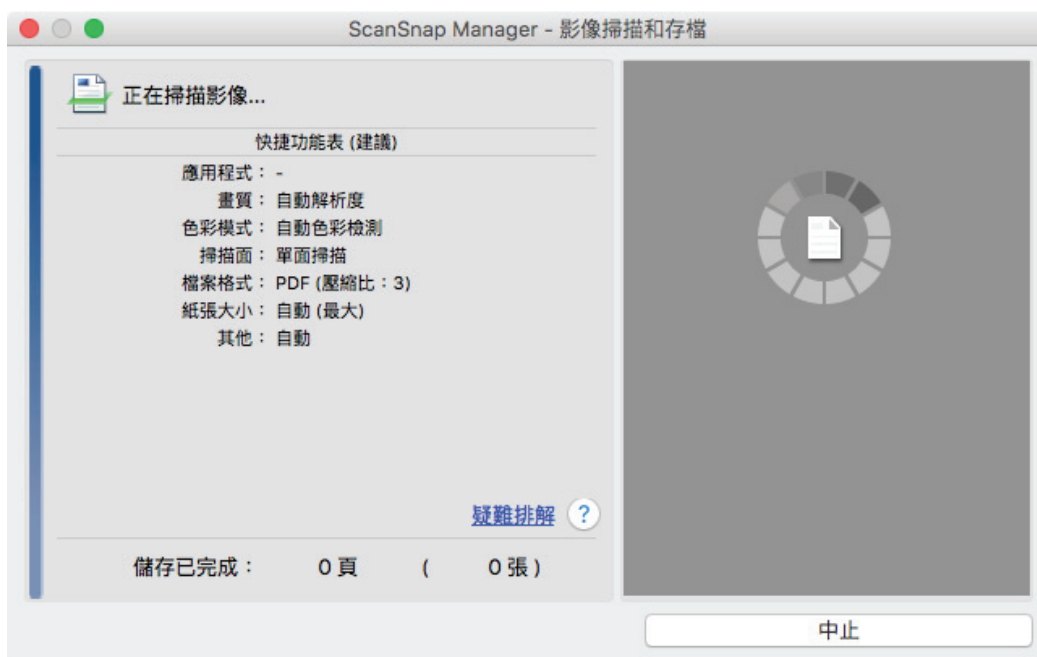 ScanSnap Manager - 影像掃描和存檔
正在掃描影像...
快捷功能表 (建議)
應用程式： -
畫質： 自動解析度
色彩模式： 自動色彩檢測
掃描面： 單面掃描
檔案格式： PDF (壓縮比：3)
紙張大小： 自動 (最大)
其他： 自動
疑難排解 ?
儲存已完成： 0 頁 ( 0 張 )
中止